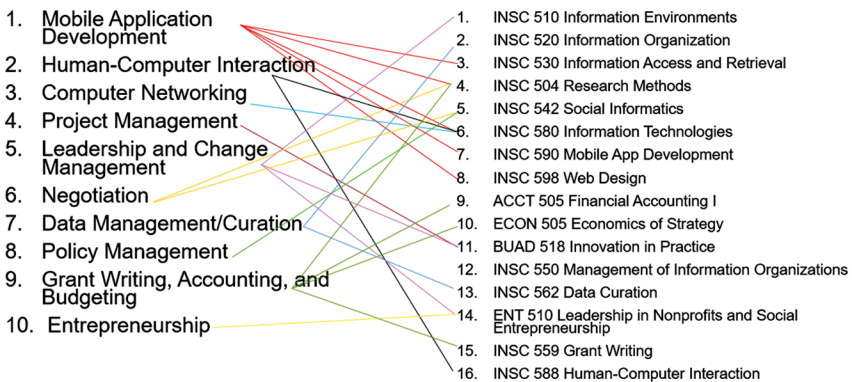 1. Mobile Application
Development
2. Human-Computer Interaction
3. Computer Networking
4. Project Management
5. Leadership and Change
Management
6. Negotiation
7. Data Management/Curation
8. Policy Management
9. Grant Writing, Accounting, and
Budgeting
10. Entrepreneurship
1. INSC 510 Information Environments
2. INSC 520 Information Organization
3. INSC 530 Information Access and Retrieval
4. INSC 504 Research Methods
5. INSC 542 Social Informatics
6. INSC 580 Information Technologies
7. INSC 590 Mobile App Development
8. INSC 598 Web Design
9. ACCT 505 Financial Accounting I
10. ECON 505 Economics of Strategy
11. BUAD 518 Innovation in Practice
12. INSC 550 Management of Information Organizations
13. INSC 562 Data Curation
14. ENT 510 Leadership in Nonprofits and Social
Entrepreneurship
15. INSC 559 Grant Writing
16. INSC 588 Human-Computer Interaction